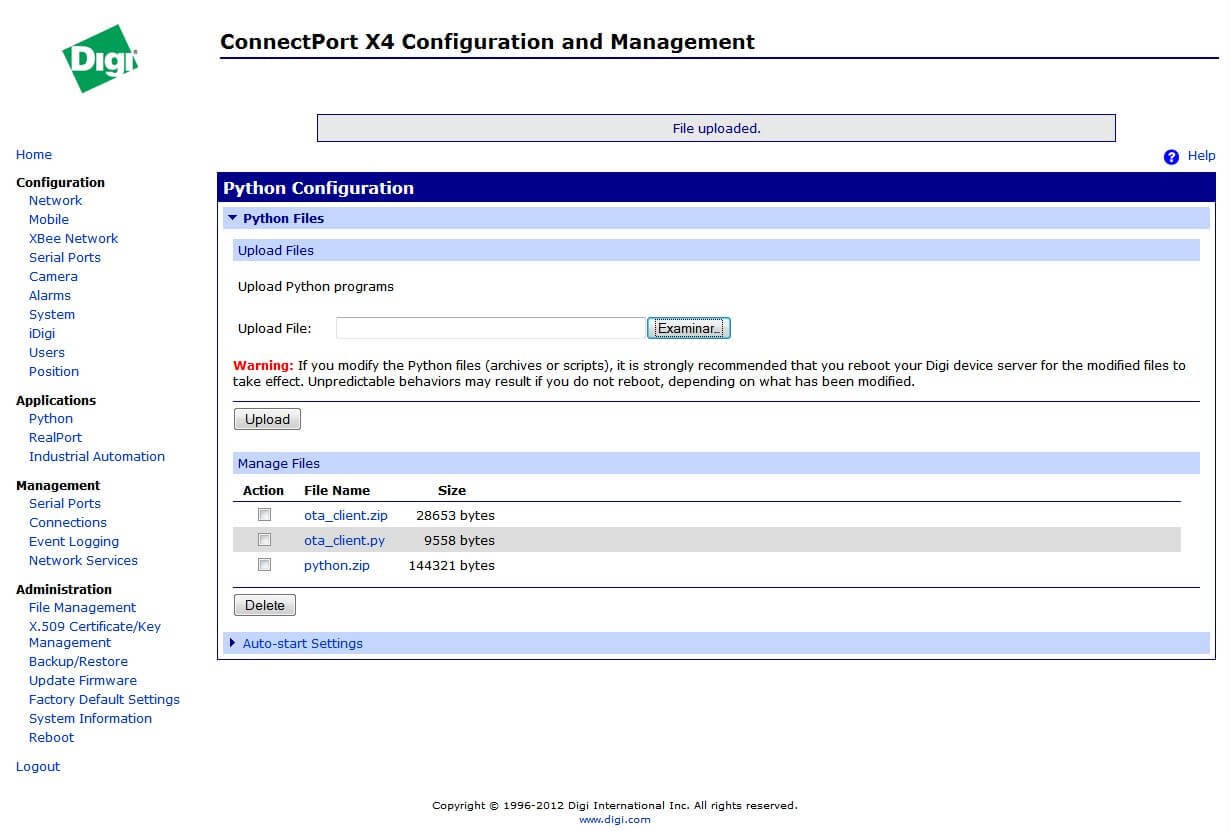 Digi
ConnectPort X4 Configuration and Management
File uploaded.
Help
Home
Configuration
Network
Mobile
XBee Network
Serial Ports
Camera
Alarms
System
iDigi
Users
Position
Applications
Python
RealPort
Industrial Automation
Management
Serial Ports
Connections
Event Logging
Network Services
Administration
File Management
X.509 Certificate/Key
Management
Backup/Restore
Update Firmware
Factory Default Settings
System Information
Reboot
Logout
Python Configuration
Python Files
Upload Files
Upload Python programs
Upload File: Examinar...
Warning: If you modify the Python files (archives or scripts), it is strongly recommended that you reboot your Digi device server for the modified files to
take effect. Unpredictable behaviors may result if you do not reboot, depending on what has been modified.
Upload
Manage Files
Action File Name Size
ota_client.zip 28653 bytes
ota_client.py 9558 bytes
python.zip 144321 bytes
Delete
Auto-start Settings
Copyright © 1996-2012 Digi International Inc. All rights reserved.
www.digi.com